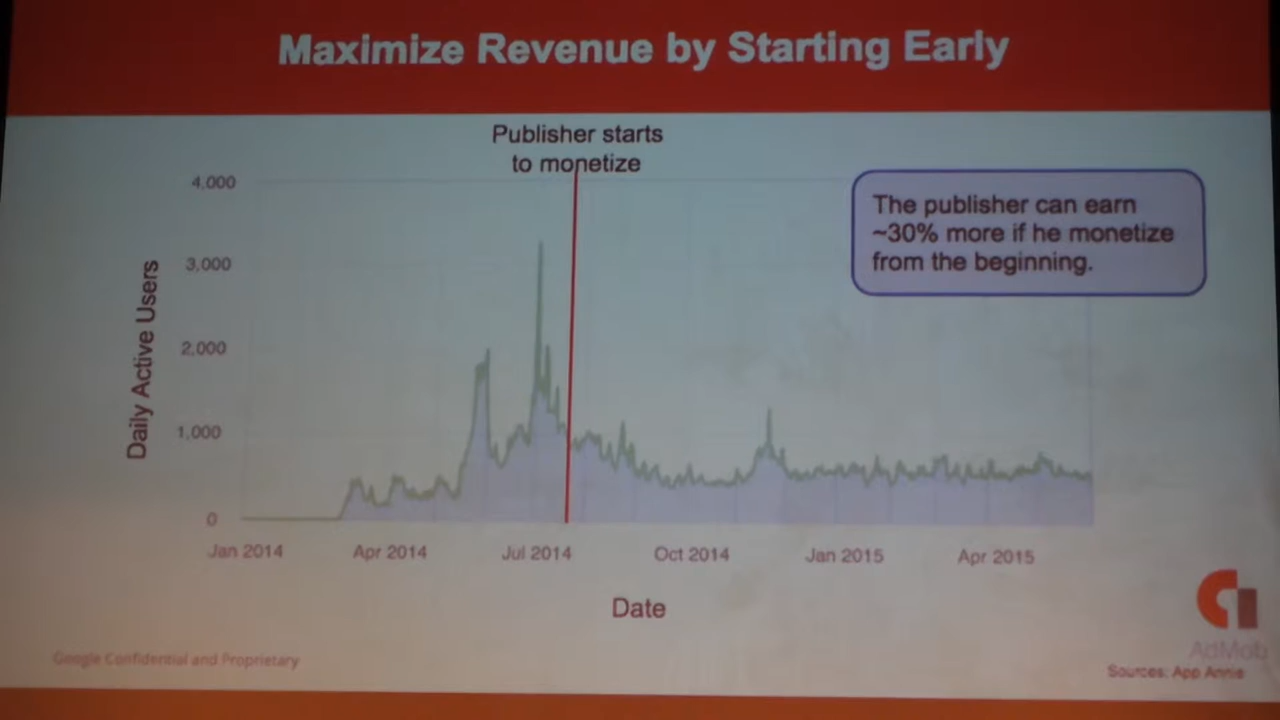 Maximize Revenue by Starting Early
Publisher starts
to monetize
The publisher can earn
~30% more if he monetize
from the beginning.
Daily Active Users
4,000
3,000
2,000
1,000
0
Jan 2014
Apr 2014
Jul 2014
Oct 2014
Jan 2015
Apr 2015
Date
Google Confidential and Proprietary
AdMob
Sources: App Annie